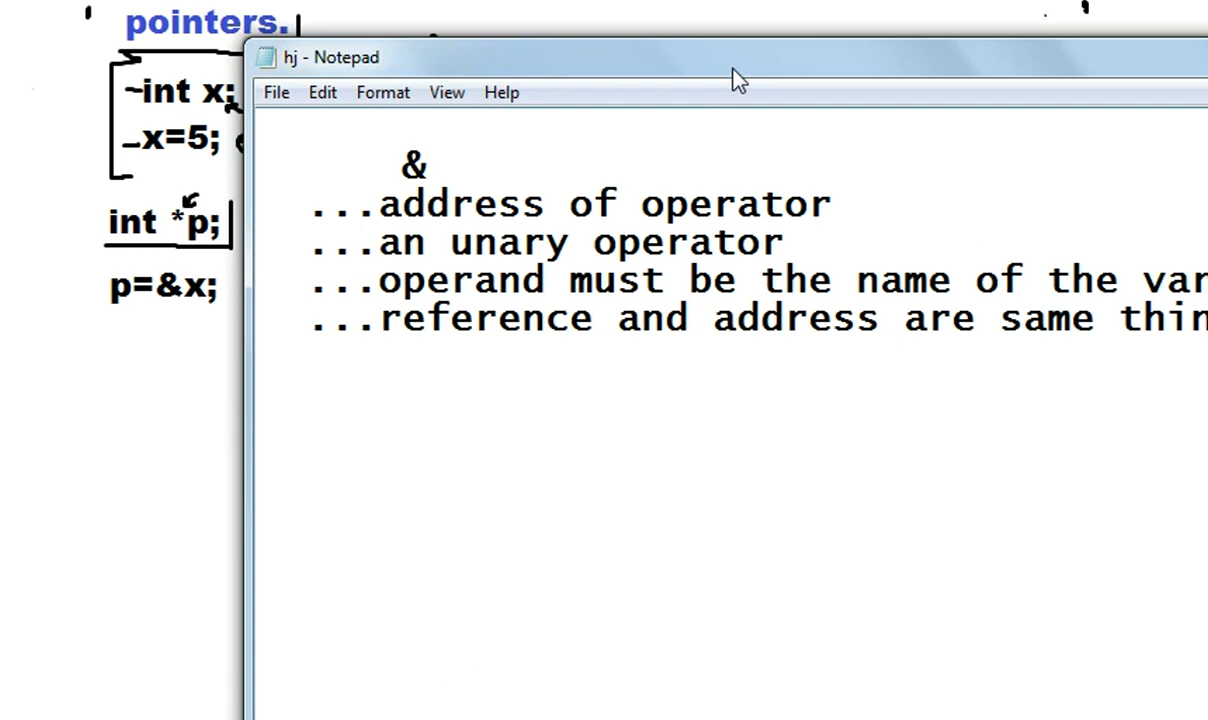 pointers.
int x;
x=5;
int *p;
p=&x;
hj - Notepad
File Edit Format View Help
&
...address of operator
...an unary operator
...operand must be the name of the var
...reference and address are same thin